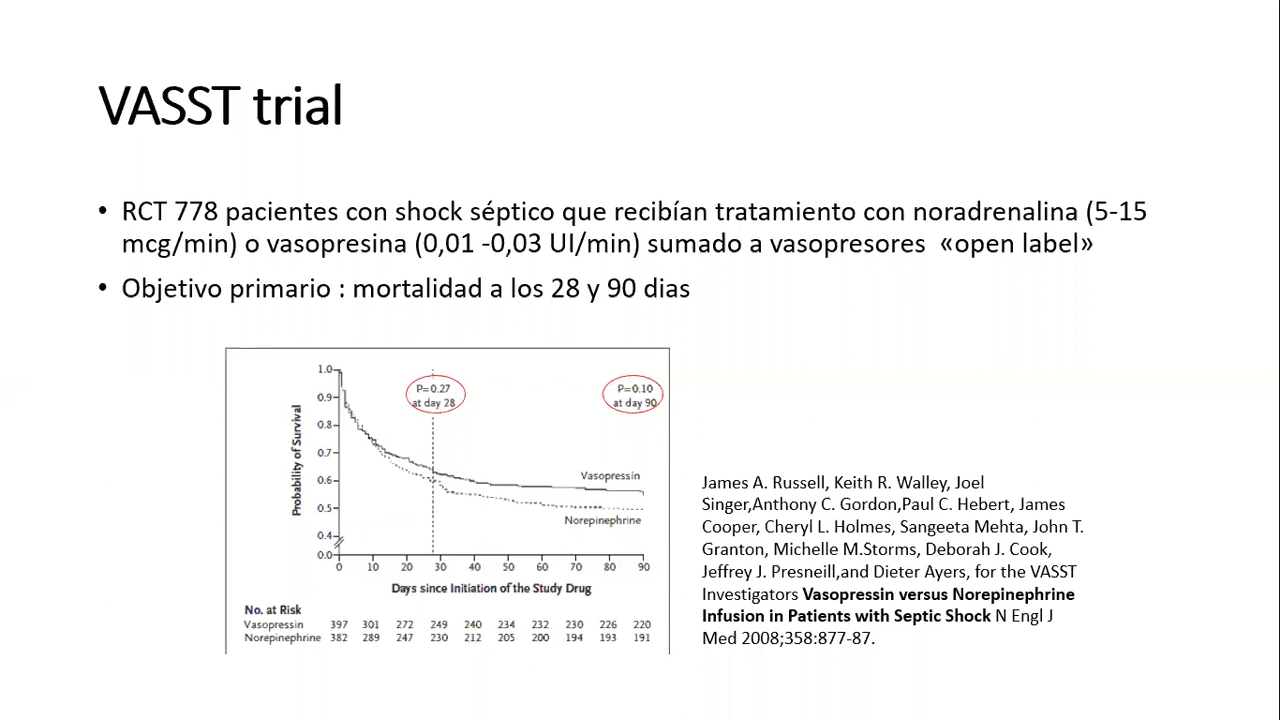 VASST trial
• RCT 778 pacientes con shock séptico que recibían tratamiento con noradrenalina (5-15
mcg/min) o vasopresina (0,01 -0,03 UI/min) sumado a vasopresores «open label»
• Objetivo primario : mortalidad a los 28 y 90 dias
Probability of Survival
1.0
0.9
0.8
0.7
0.6
0.5
0.4
0.0
P=0.27
at day 28
P=0.10
at day 90
Vasopressin
Norepinephrine
0 10 20 30 40 50 60 70 80 90
Days since Initiation of the Study Drug
No. at Risk
Vasopressin 397 301 272 249 240 234 232 230 226 220
Norepinephrine 382 289 247 230 212 205 200 194 193 191
James A. Russell, Keith R. Walley, Joel
Singer,Anthony C. Gordon,Paul C. Hebert, James
Cooper, Cheryl L. Holmes, Sangeeta Mehta, John T.
Granton, Michelle M.Storms, Deborah J. Cook,
Jeffrey J. Presneill,and Dieter Ayers, for the VASST
Investigators Vasopressin versus Norepinephrine
Infusion in Patients with Septic Shock N Engl J
Med 2008;358:877-87.